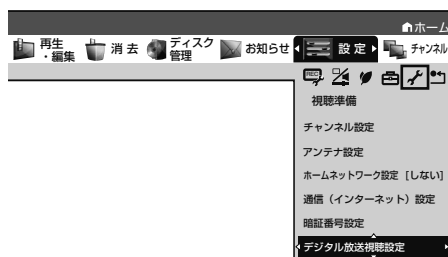 ホーム
再生・編集 消去 ディスク管理 お知らせ 設定 チャンネル
REC
視聴準備
チャンネル設定
アンテナ設定
ホームネットワーク設 [しない]
通信(インターネット)設定
暗証番号設定
デジタル放送視聴設定